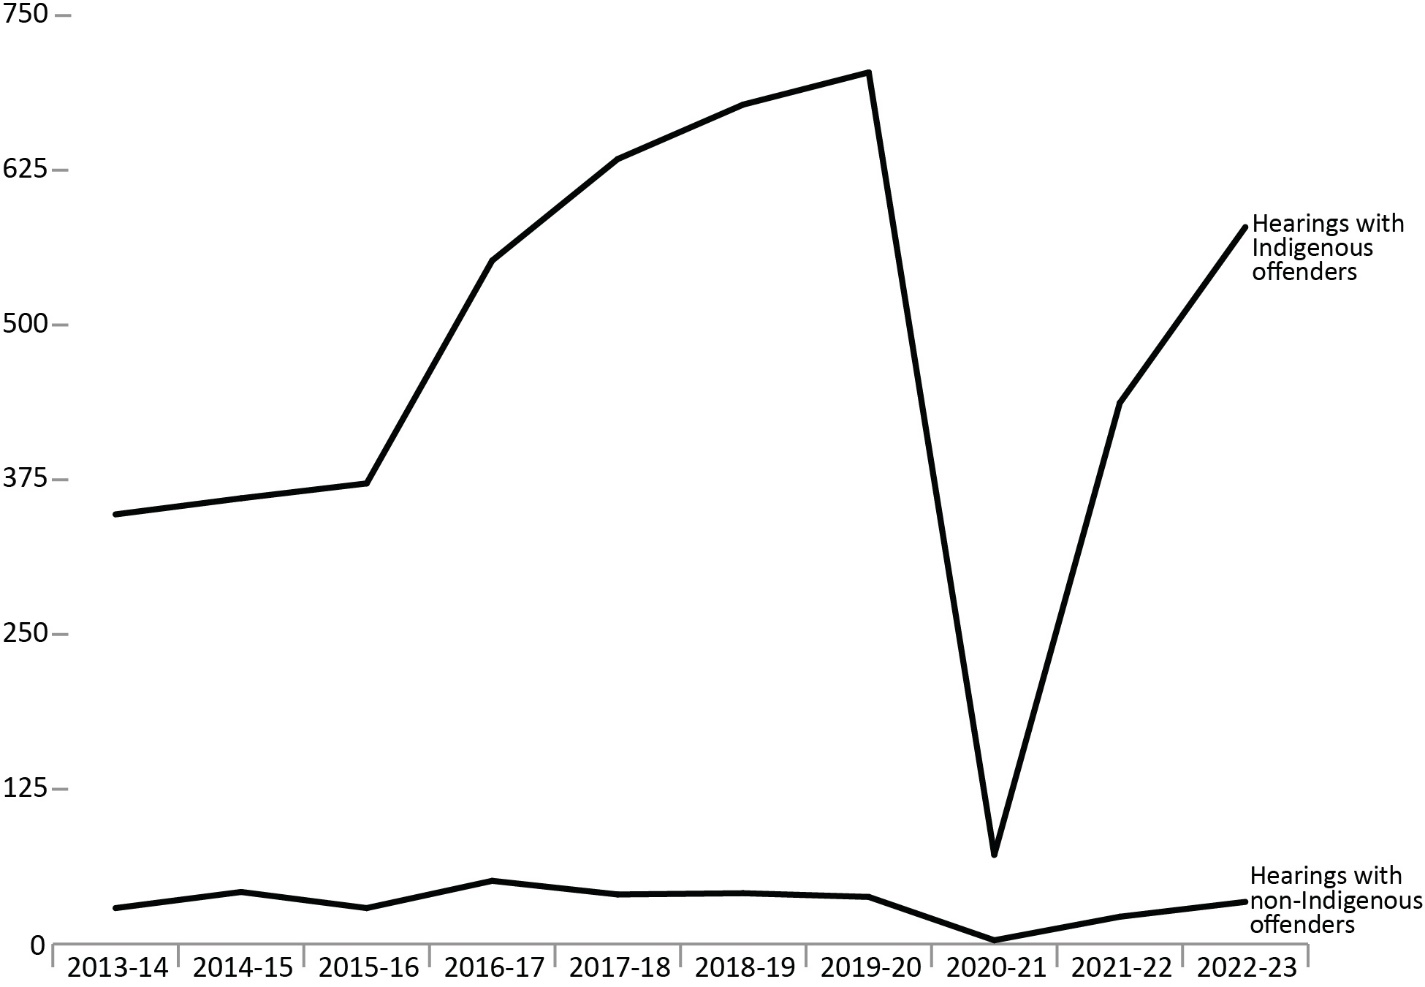 750
625
500
375
250
125
0
Hearings with
Indigenous
offenders
Hearings with
non-Indigenous
offenders
2013-14 2014-15 2015-16 2016-17 2017-18 2018-19 2019-20 2020-21 2021-22 2022-23